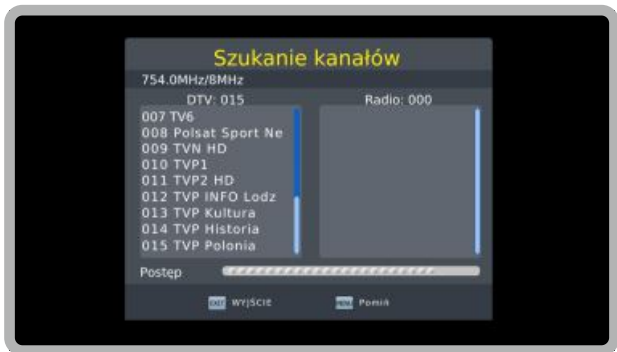 Szukanie kanałów
754.0MHz/8MHz
DTV: 015
Radio: 000
007 TV6
008 Polsat Sport Ne
009 TVN HD
010 TVP1
011 TVP2 HD
012 TVP INFO Lodz
013 TVP Kultura
014 TVP Historia
015 TVP Polonia
Postęp
EXIT WYJŚCIE
MENU Pomiń